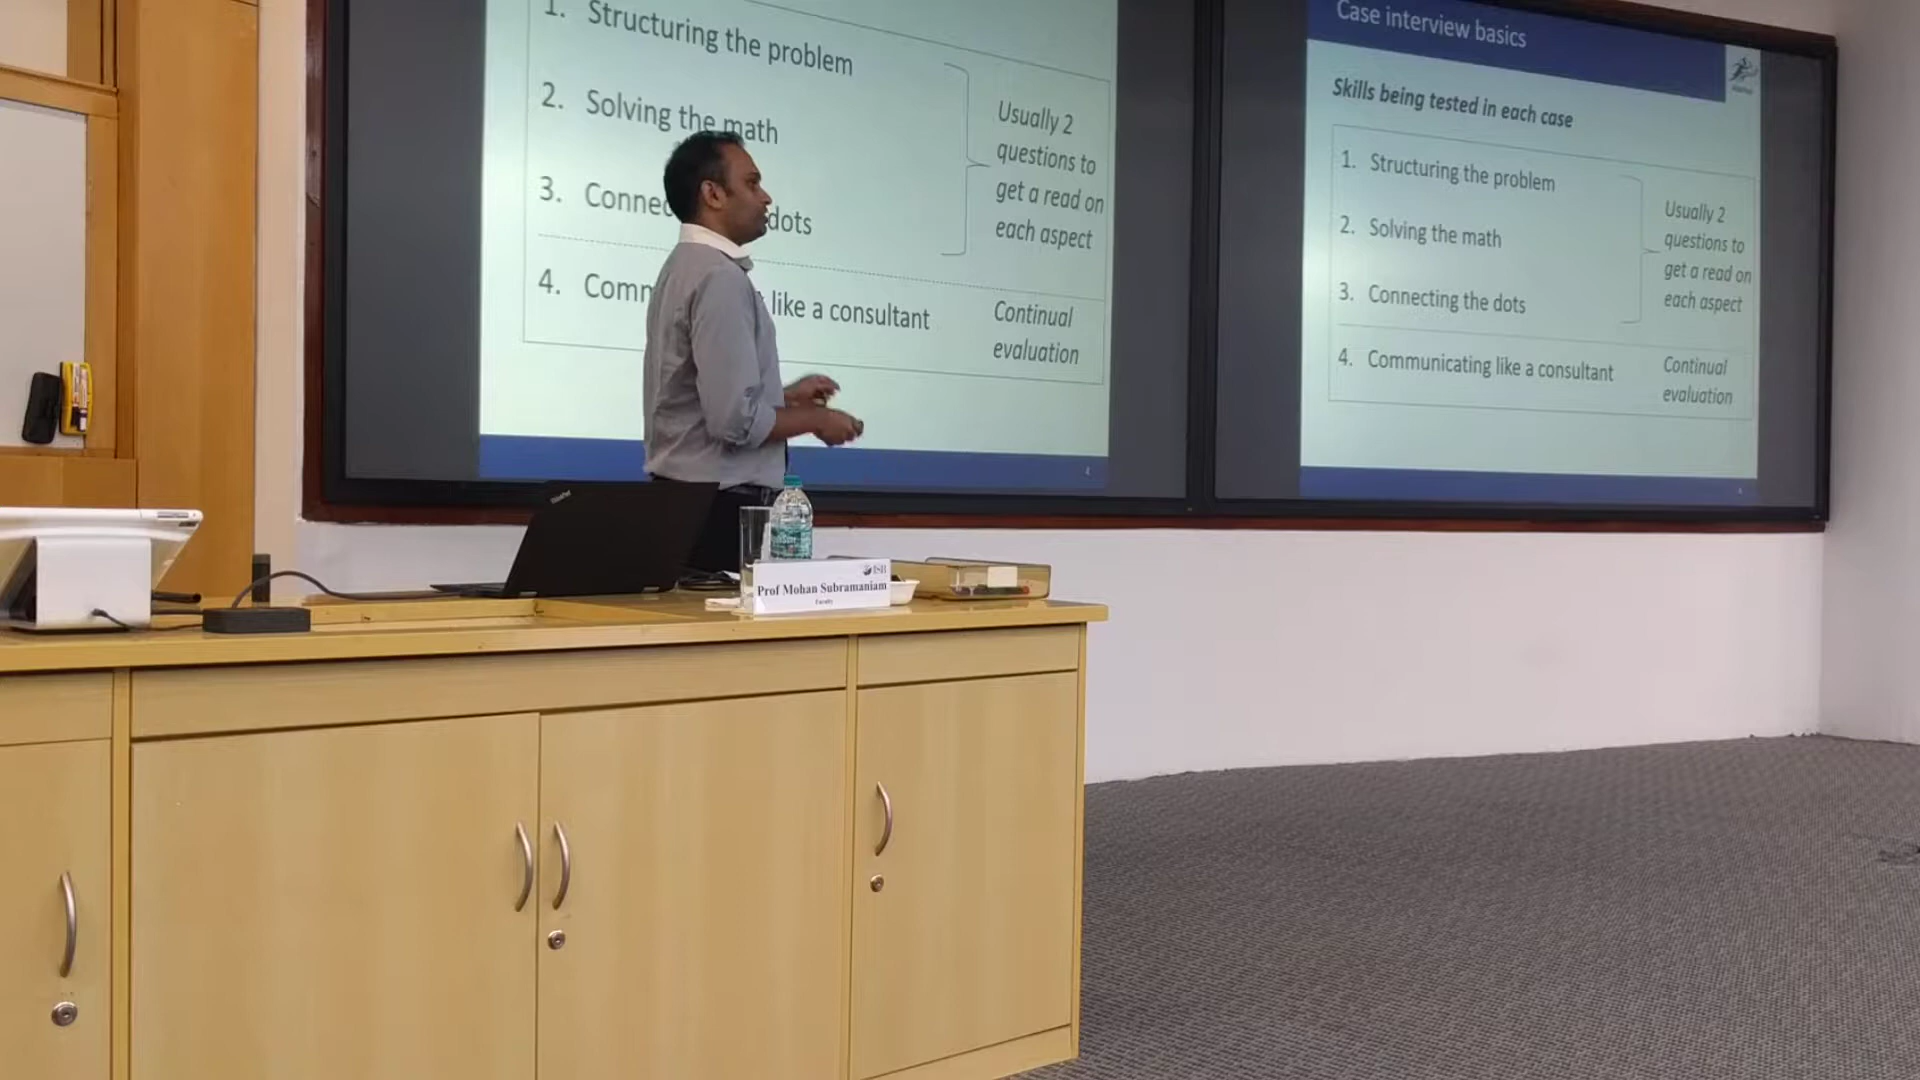 1. Structuring the problem
2. Solving the math
3. Connec dots
4. Comm like a consultant
Usually 2
questions to
get a read on
each aspect
Continual
evaluation
4
Case interview basics
Skills being tested in each case
1. Structuring the problem
2. Solving the math
3. Connecting the dots
4. Communicating like a consultant
Usually 2
questions to
get a read on
each aspect
Continual
evaluation
ThinkPad
ISB
Prof Mohan Subramaniam
Faculty